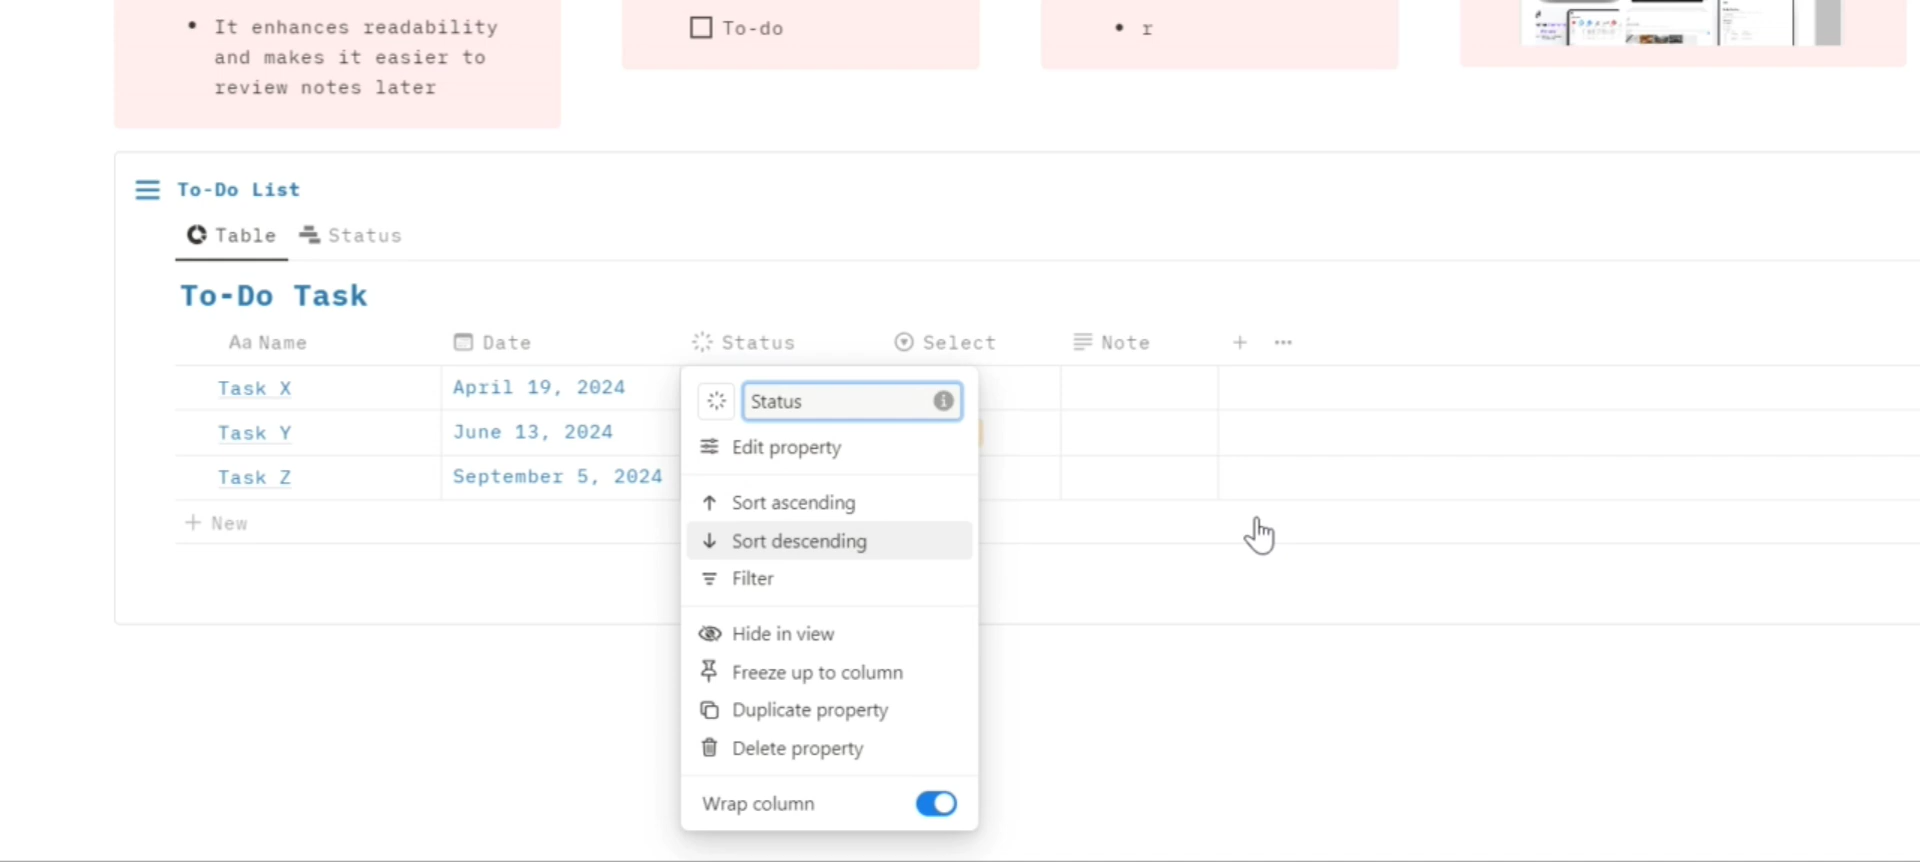 • It enhances readability
and makes it easier to
review notes later
To-do
• r
To-Do List
Table Status
To-Do Task
Aa Name Date Status Select Note + ...
Task X April 19, 2024
Task Y June 13, 2024
Task Z September 5, 2024
+ New
Status
Edit property
Sort ascending
Sort descending
Filter
Hide in view
Freeze up to column
Duplicate property
Delete property
Wrap column